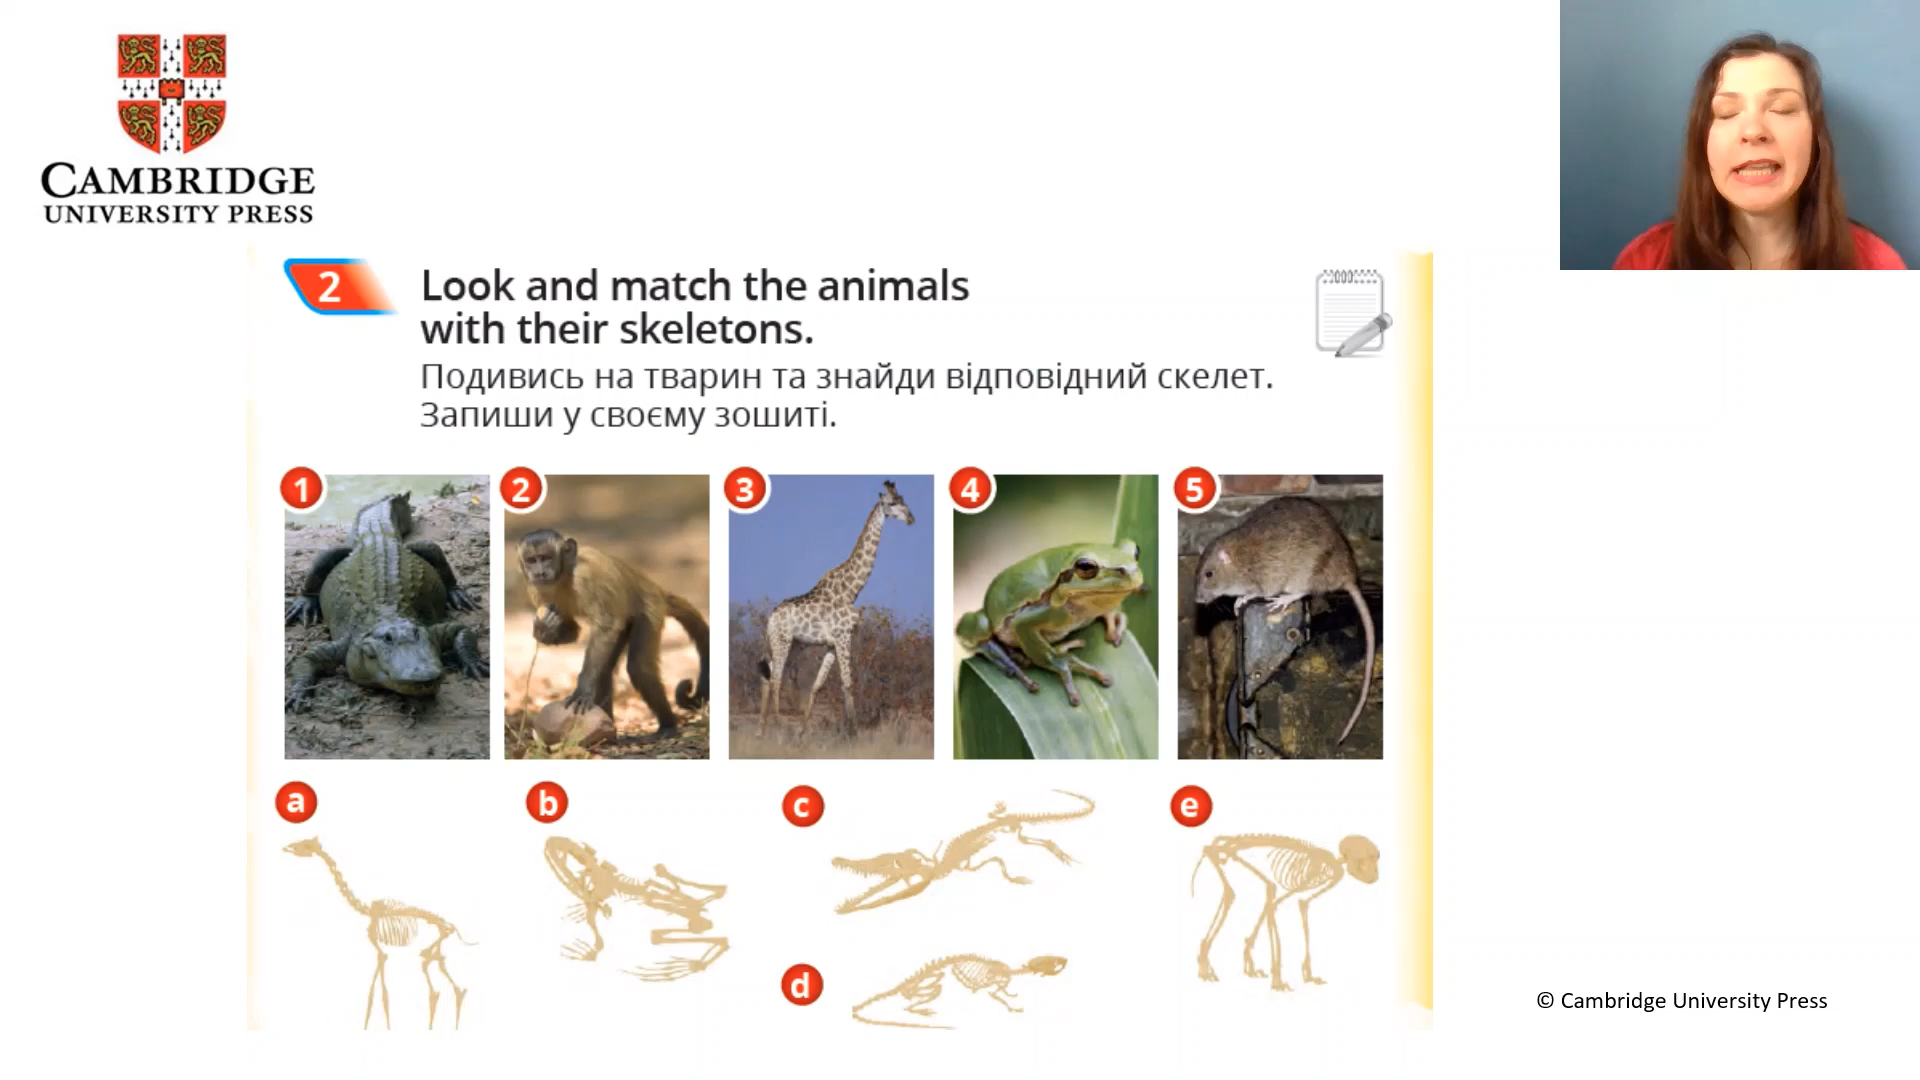 CAMBRIDGE
UNIVERSITY PRESS
2
Look and match the animals
with their skeletons.
Подивись на тварин та знайди відповідний скелет.
Запиши у своєму зошиті.
1
2
3
4
5
a
b
c
e
d
© Cambridge University Press